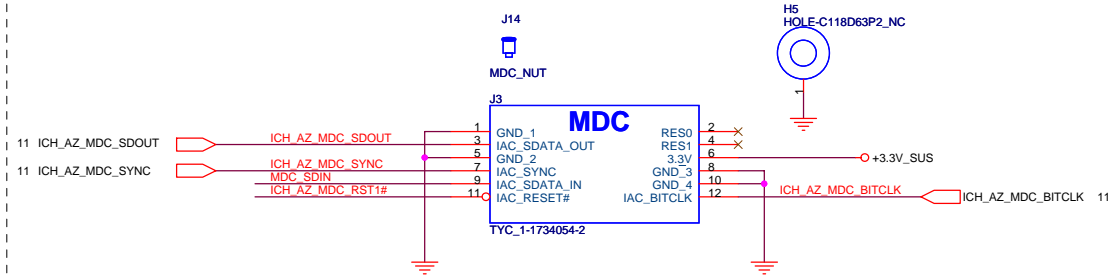 J14
MDC_NUT
H5
HOLE-C118D63P2_NC
1
J3
MDC
11 ICH_AZ_MDC_SDOUT
11 ICH_AZ_MDC_SYNC
ICH_AZ_MDC_SDOUT
ICH_AZ_MDC_SYNC
MDC_SDIN
ICH_AZ_MDC_RST1#
1 GND_1
3 IAC_SDATA_OUT
5 GND_2
7 IAC_SYNC
9 IAC_SDATA_IN
11 IAC_RESET#
RES0 2
RES1 4
3.3V 6
GND_3 8
GND_4 10
IAC_BITCLK 12
+3.3V_SUS
ICH_AZ_MDC_BITCLK
ICH_AZ_MDC_BITCLK 11
TYC_1-1734054-2